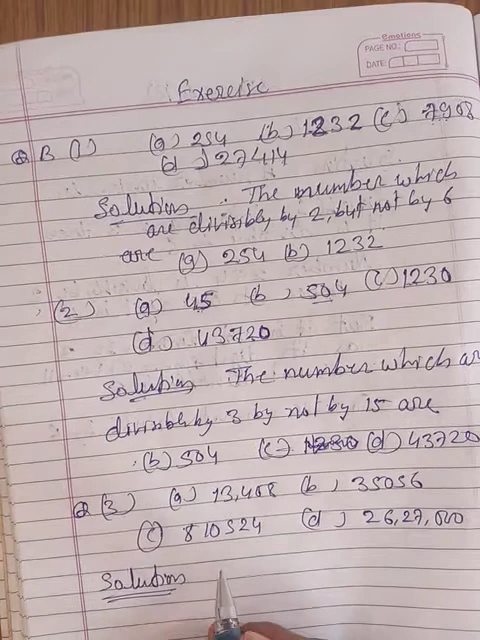 emotions
PAGE NO.:
DATE:
Exercise
B (1) (a) 254 (b) 1232 (c) 7908
(d) 27414
Solution. The number which
are divisibly by 2, but not by 6
are (a) 254 (b) 1232
(2) (a) 45 (b) 504 (c) 1230
(d) 43720
Solution. The number which are
divisible by 3 by not by 15 are
(b) 504 (c) (d) 43720
Q (3) (a) 13,468 (b) 35056
(c) 810524 (d) 26,27,000
Solution